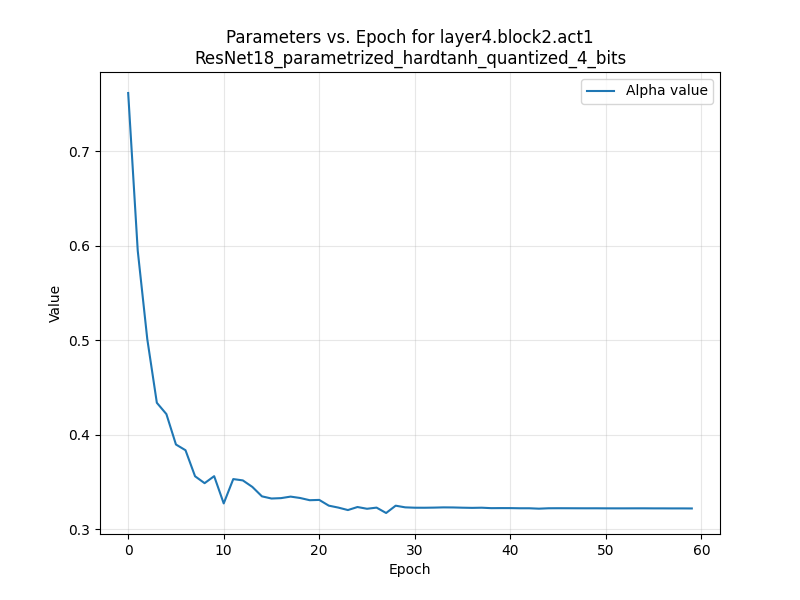 Parameters vs. Epoch for layer4.block2.act1
ResNet18_parametrized_hardtanh_quantized_4_bits
Alpha value
0.7
0.6
0.5
0.4
0.3
Value
0
10
20
30
40
50
60
Epoch